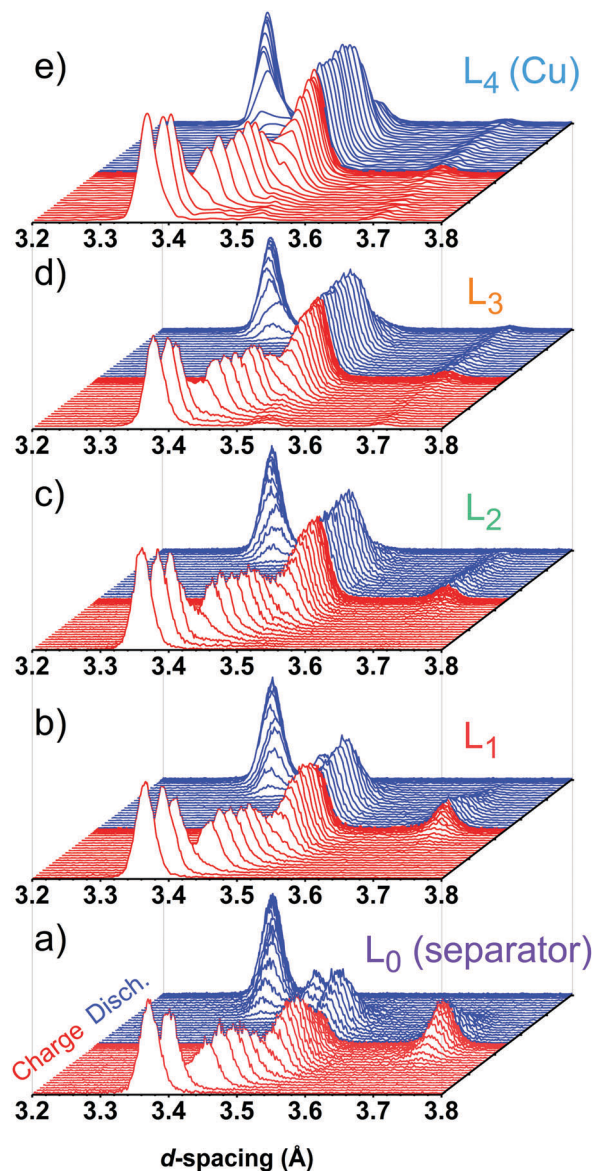 e)
L4 (Cu)
3.2 3.3 3.4 3.5 3.6 3.7 3.8
d)
L3
3.2 3.3 3.4 3.5 3.6 3.7 3.8
c)
L2
3.2 3.3 3.4 3.5 3.6 3.7 3.8
b)
L1
3.2 3.3 3.4 3.5 3.6 3.7 3.8
a)
L0 (separator)
Charge Disch.
3.2 3.3 3.4 3.5 3.6 3.7 3.8
d-spacing (Å)